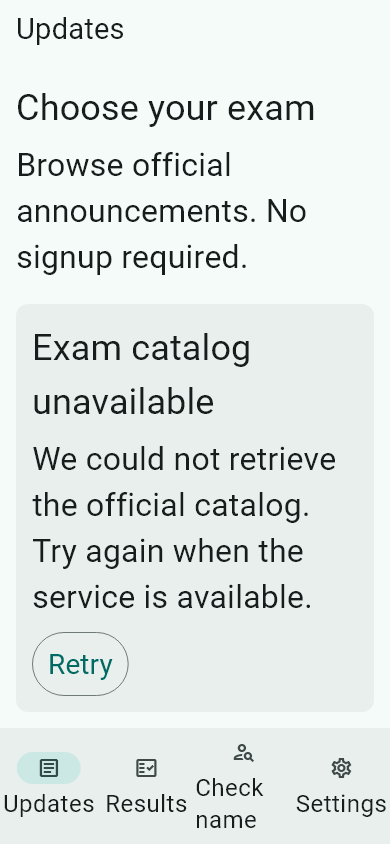 Updates
Choose your exam
Browse official
announcements. No
signup required.
Exam catalog
unavailable
We could not retrieve
the official catalog.
Try again when the
service is available.
Retry
Updates
Results
Check
name
Settings